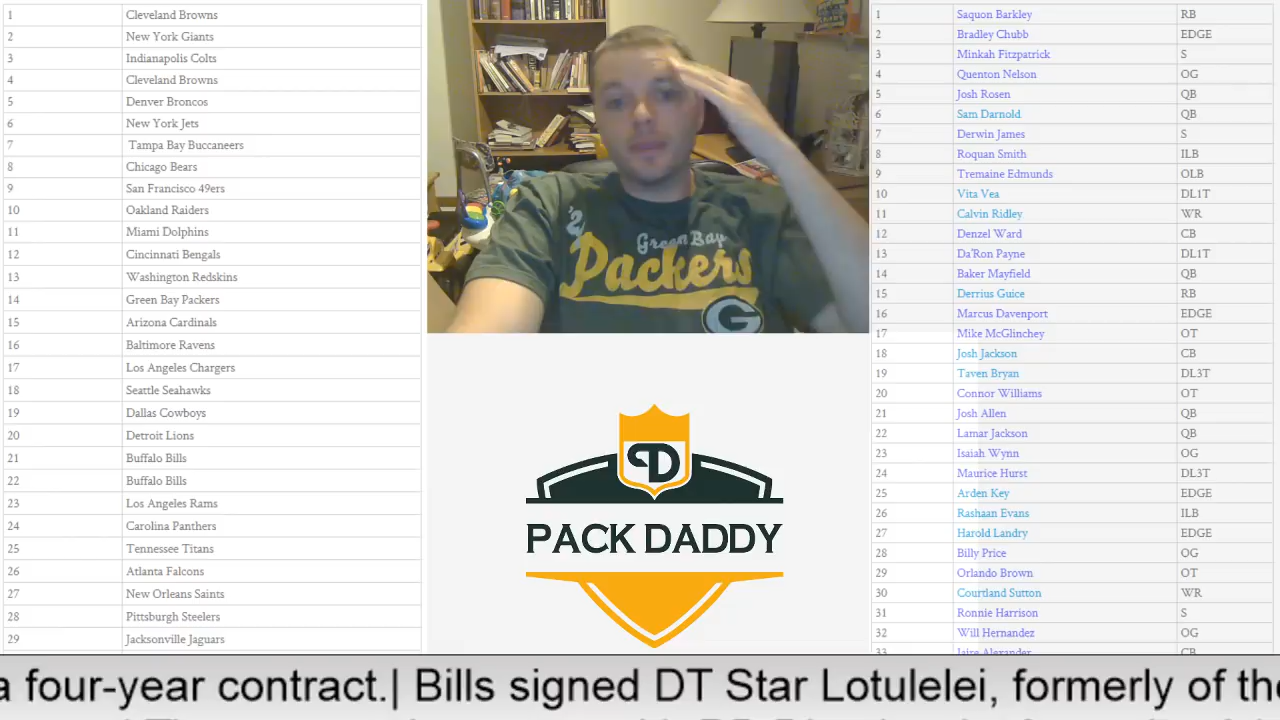 1 Cleveland Browns
2 New York Giants
3 Indianapolis Colts
4 Cleveland Browns
5 Denver Broncos
6 New York Jets
7 Tampa Bay Buccaneers
8 Chicago Bears
9 San Francisco 49ers
10 Oakland Raiders
11 Miami Dolphins
12 Cincinnati Bengals
13 Washington Redskins
14 Green Bay Packers
15 Arizona Cardinals
16 Baltimore Ravens
17 Los Angeles Chargers
18 Seattle Seahawks
19 Dallas Cowboys
20 Detroit Lions
21 Buffalo Bills
22 Buffalo Bills
23 Los Angeles Rams
24 Carolina Panthers
25 Tennessee Titans
26 Atlanta Falcons
27 New Orleans Saints
28 Pittsburgh Steelers
29 Jacksonville Jaguars
Green Bay
Packers
G
PD
PACK DADDY
1 Saquon Barkley RB
2 Bradley Chubb EDGE
3 Minkah Fitzpatrick S
4 Quenton Nelson OG
5 Josh Rosen QB
6 Sam Darnold QB
7 Derwin James S
8 Roquan Smith ILB
9 Tremaine Edmunds OLB
10 Vita Vea DL1T
11 Calvin Ridley WR
12 Denzel Ward CB
13 Da'Ron Payne DL1T
14 Baker Mayfield QB
15 Derrius Guice RB
16 Marcus Davenport EDGE
17 Mike McGlinchey OT
18 Josh Jackson CB
19 Taven Bryan DL3T
20 Connor Williams OT
21 Josh Allen QB
22 Lamar Jackson QB
23 Isaiah Wynn OG
24 Maurice Hurst DL3T
25 Arden Key EDGE
26 Rashaan Evans ILB
27 Harold Landry EDGE
28 Billy Price OG
29 Orlando Brown OT
30 Courtland Sutton WR
31 Ronnie Harrison S
32 Will Hernandez OG
33 Jaire Alexander CB
a four-year contract.| Bills signed DT Star Lotulelei, formerly of the